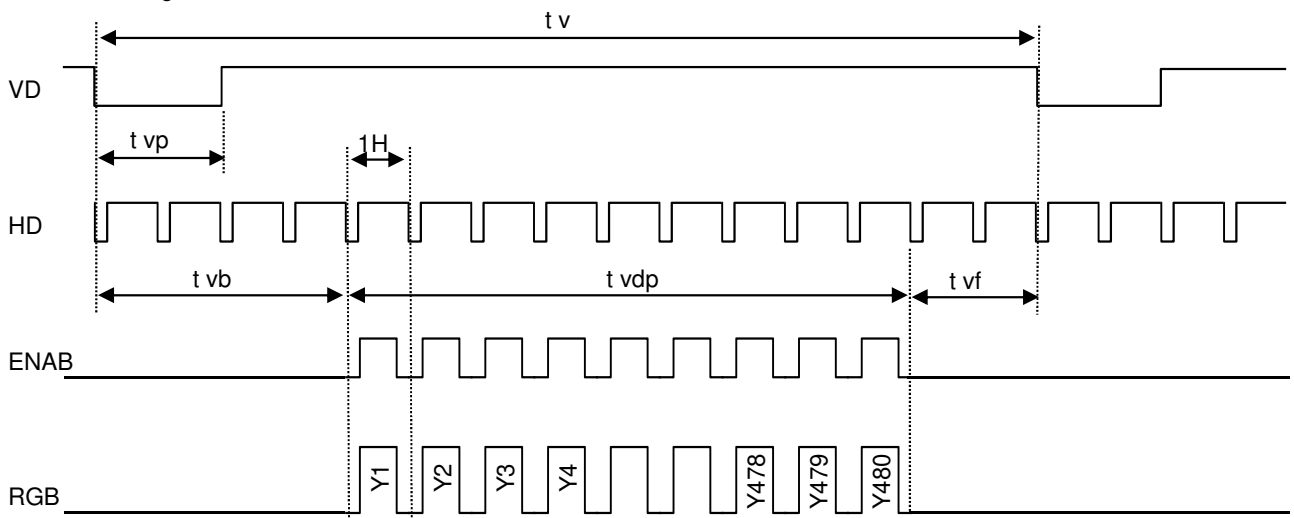 t v
VD
t vp
1H
HD
t vb
t vdp
t vf
ENAB
RGB
Y1
Y2
Y3
Y4
Y478
Y479
Y480